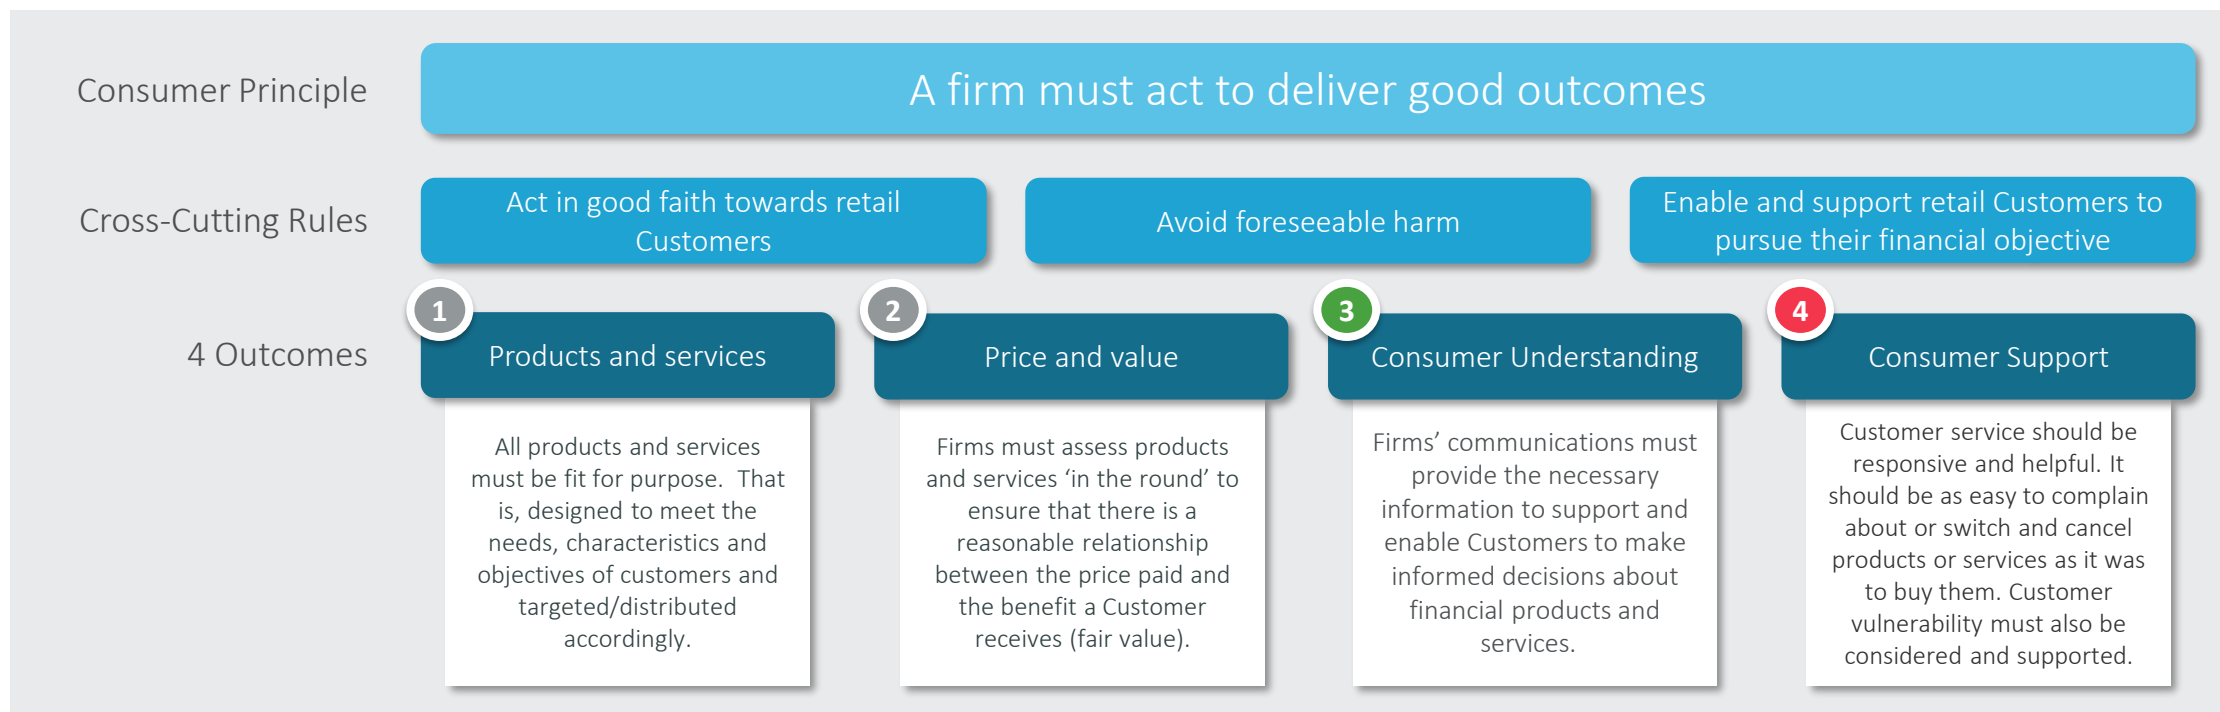 Consumer Principle
A firm must act to deliver good outcomes
Cross-Cutting Rules
Act in good faith towards retail
Customers
Avoid foreseeable harm
Enable and support retail Customers to
pursue their financial objective
4 Outcomes
1
Products and services
All products and services
must be fit for purpose.  That
is, designed to meet the
needs, characteristics and
objectives of customers and
targeted/distributed
accordingly.
2
Price and value
Firms must assess products
and services ‘in the round’ to
ensure that there is a
reasonable relationship
between the price paid and
the benefit a Customer
receives (fair value).
3
Consumer Understanding
Firms’ communications must
provide the necessary
information to support and
enable Customers to make
informed decisions about
financial products and
services.
4
Consumer Support
Customer service should be
responsive and helpful. It
should be as easy to complain
about or switch and cancel
products or services as it was
to buy them. Customer
vulnerability must also be
considered and supported.